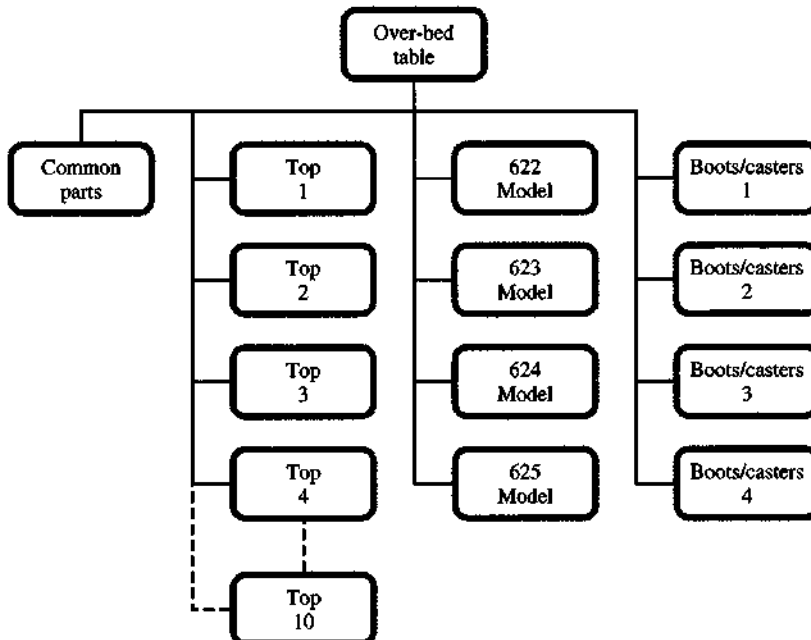 Over-bed
table
Common
parts
Top
1
Top
2
Top
3
Top
4
Top
10
622
Model
623
Model
624
Model
625
Model
Boots/casters
1
Boots/casters
2
Boots/casters
3
Boots/casters
4